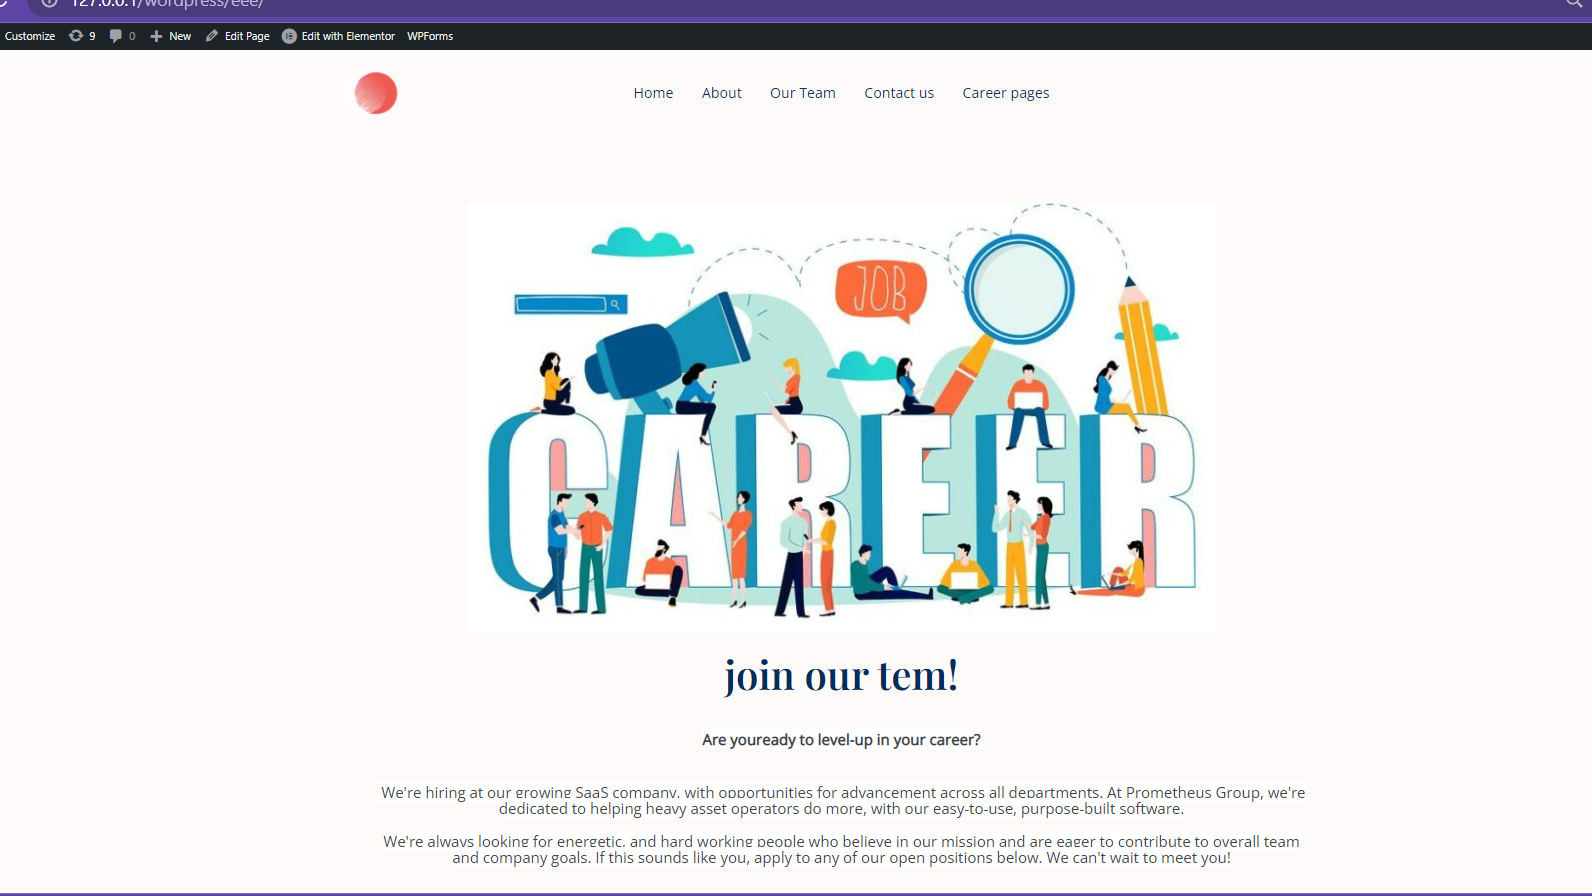 127.0.0.1/wordpress/eee/
Customize 9 0 New Edit Page Edit with Elementor WPForms
Home About Our Team Contact us Career pages
JOB
CAREER
join our tem!
Are youready to level-up in your career?
We're hiring at our growing SaaS company, with opportunities for advancement across all departments. At Prometheus Group, we're
dedicated to helping heavy asset operators do more, with our easy-to-use, purpose-built software.
We're always looking for energetic, and hard working people who believe in our mission and are eager to contribute to overall team
and company goals. If this sounds like you, apply to any of our open positions below. We can't wait to meet you!